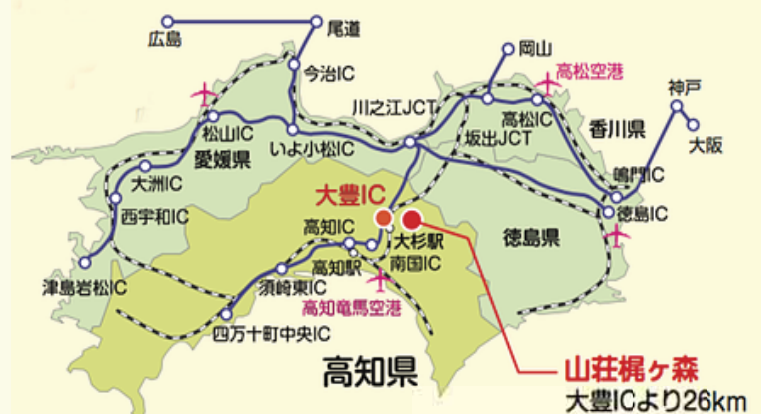 広島
尾道
岡山
今治IC
高松空港
神戸
川之江JCT
松山IC
高松IC
香川県
いよ小松IC
坂出JCT
大阪
愛媛県
大洲IC
鳴門IC
西宇和IC
大豊IC
徳島IC
高知IC
大杉駅
徳島県
高知駅
南国IC
津島岩松IC
須崎東IC
高知竜馬空港
四万十町中央IC
高知県
山荘梶ヶ森
大豊ICより26km